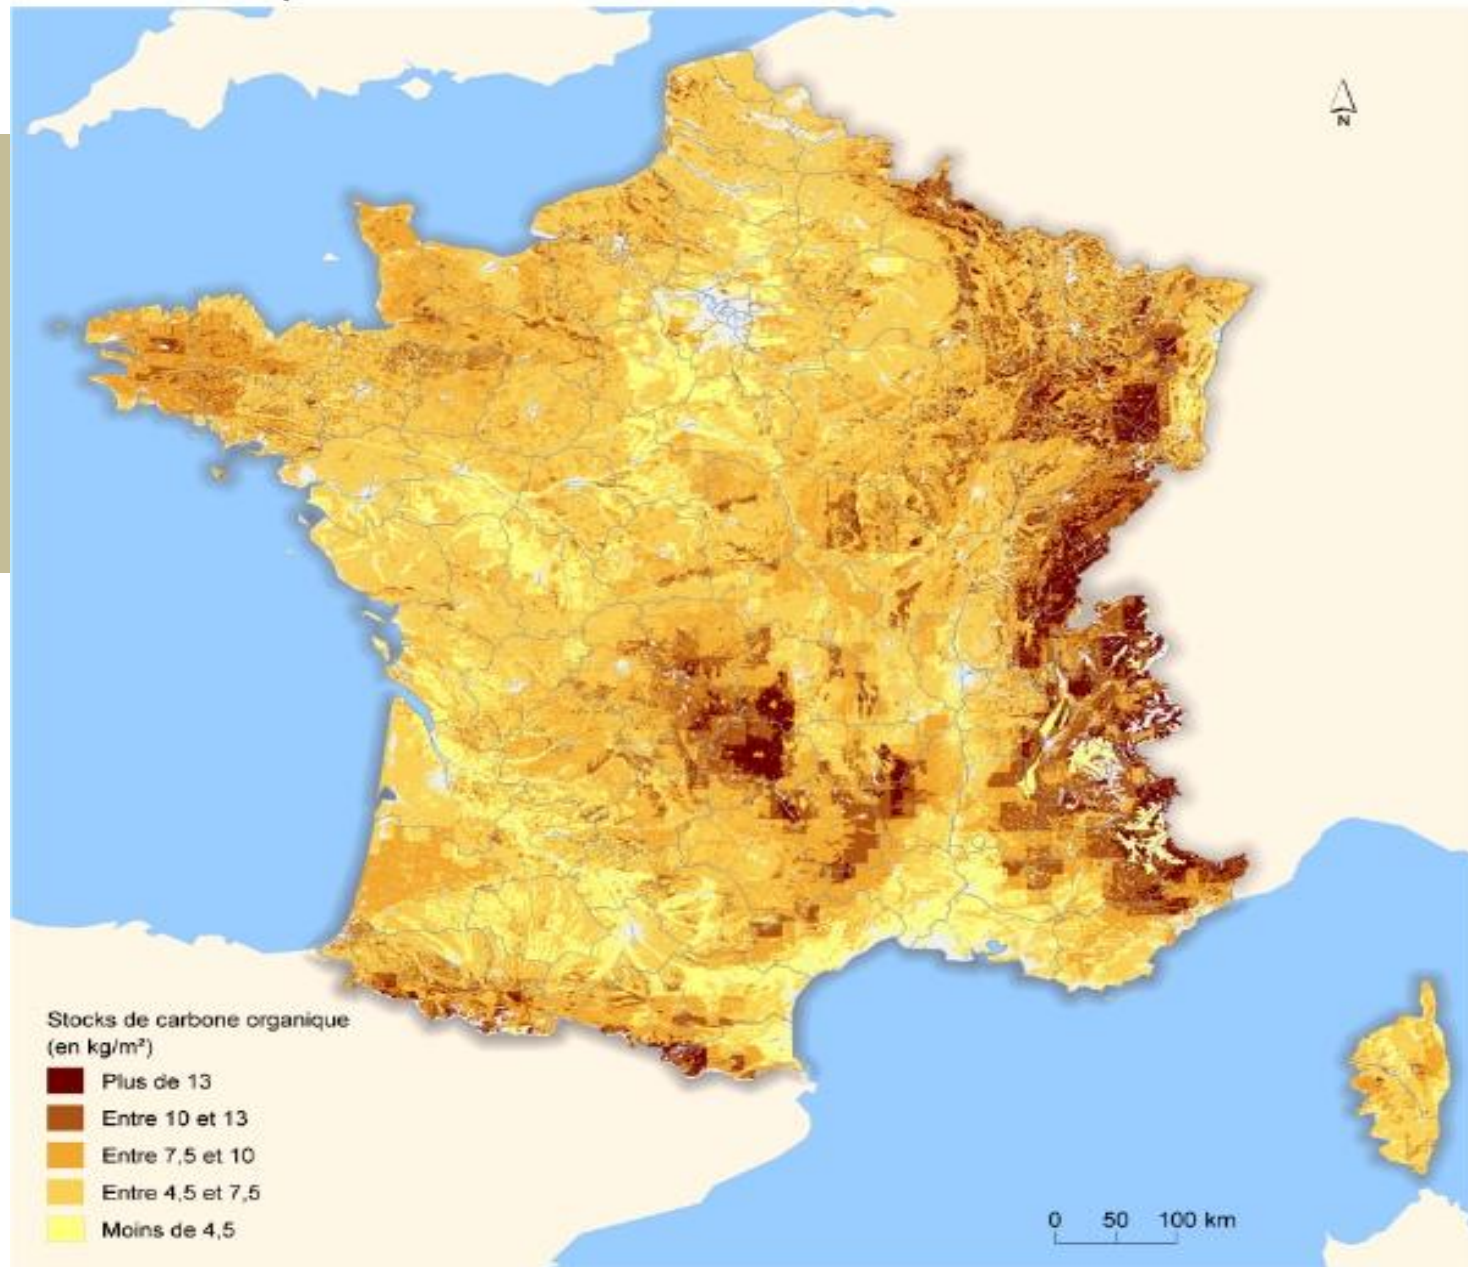 N
Stocks de carbone organique
(en kg/m²)
Plus de 13
Entre 10 et 13
Entre 7,5 et 10
Entre 4,5 et 7,5
Moins de 4,5
0 50 100 km